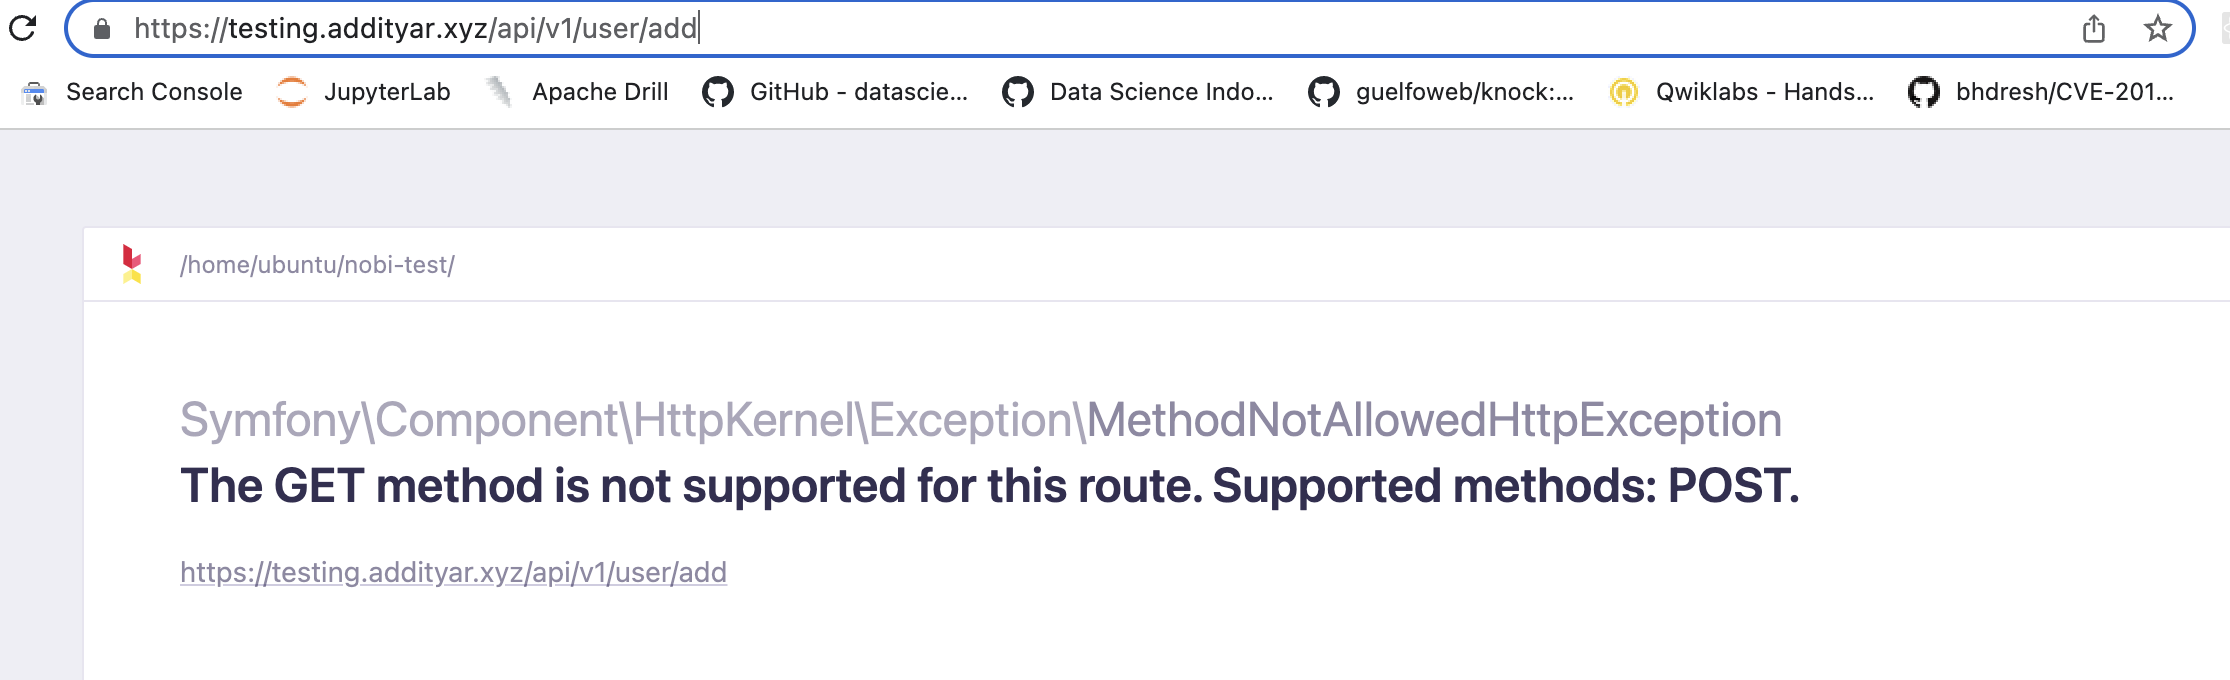 https://testing.addityar.xyz/api/v1/user/add
Search Console JupyterLab Apache Drill GitHub - datascie... Data Science Indo... guelfoweb/knock:... Qwiklabs - Hands... bhdresh/CVE-201...
/home/ubuntu/nobi-test/
Symfony\Component\HttpKernel\Exception\MethodNotAllowedHttpException
The GET method is not supported for this route. Supported methods: POST.
https://testing.addityar.xyz/api/v1/user/add